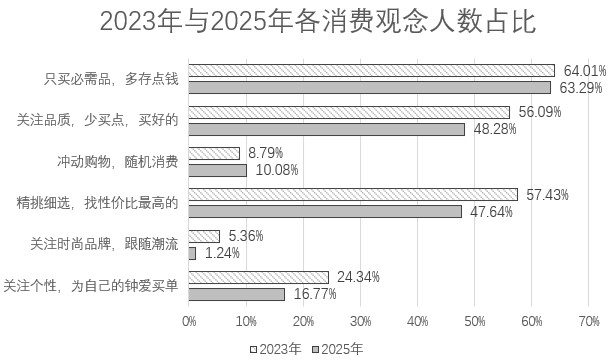 2023年与2025年各消费观念人数占比
只买必需品，多存点钱
64.01%
63.29%
关注品质，少买点，买好的
56.09%
48.28%
冲动购物，随机消费
8.79%
10.08%
精挑细选，找性价比最高的
57.43%
47.64%
关注时尚品牌，跟随潮流
5.36%
1.24%
关注个性，为自己的钟爱买单
24.34%
16.77%
0% 10% 20% 30% 40% 50% 60% 70%
2023年 2025年